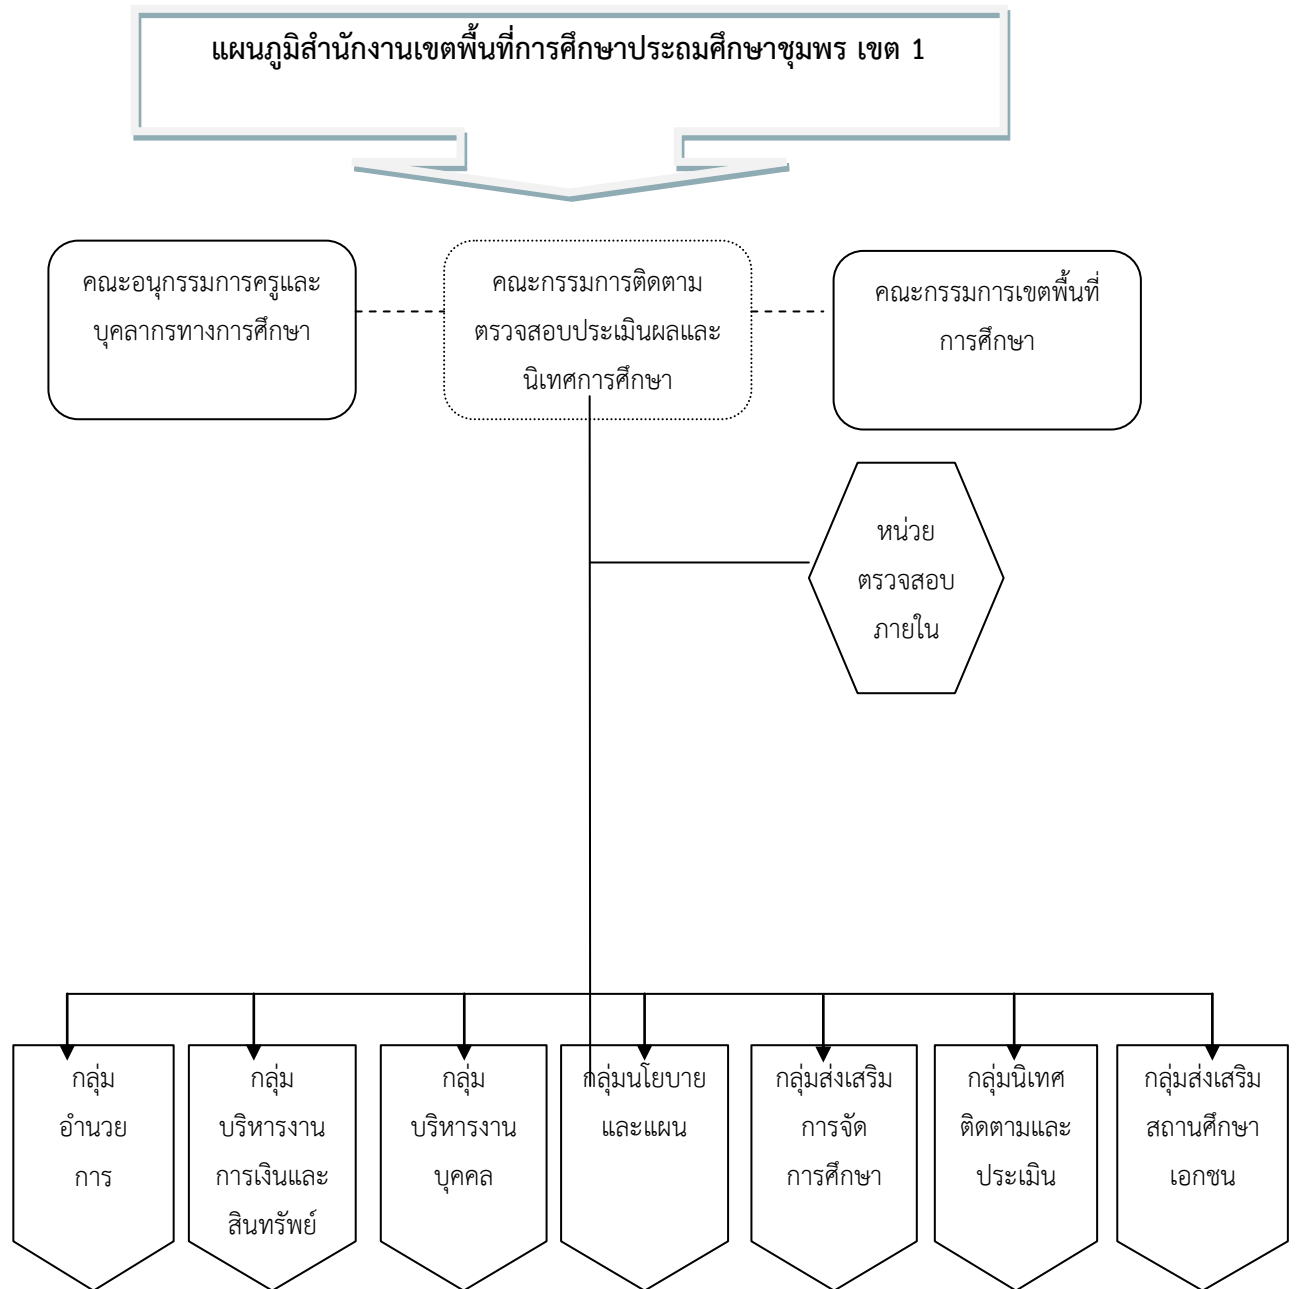 แผนภูมิสำนักงานเขตพื้นที่การศึกษาประถมศึกษาชุมพร เขต 1
คณะอนุกรรมการครูและ
บุคลากรทางการศึกษา
คณะกรรมการติดตาม
ตรวจสอบประเมินผลและ
นิเทศการศึกษา
คณะกรรมการเขตพื้นที่
การศึกษา
หน่วย
ตรวจสอบ
ภายใน
กลุ่ม
อำนวย
การ
กลุ่ม
บริหารงาน
การเงินและ
สินทรัพย์
กลุ่ม
บริหารงาน
บุคคล
กลุ่มนโยบาย
และแผน
กลุ่มส่งเสริม
การจัด
การศึกษา
กลุ่มนิเทศ
ติดตามและ
ประเมิน
กลุ่มส่งเสริม
สถานศึกษา
เอกชน